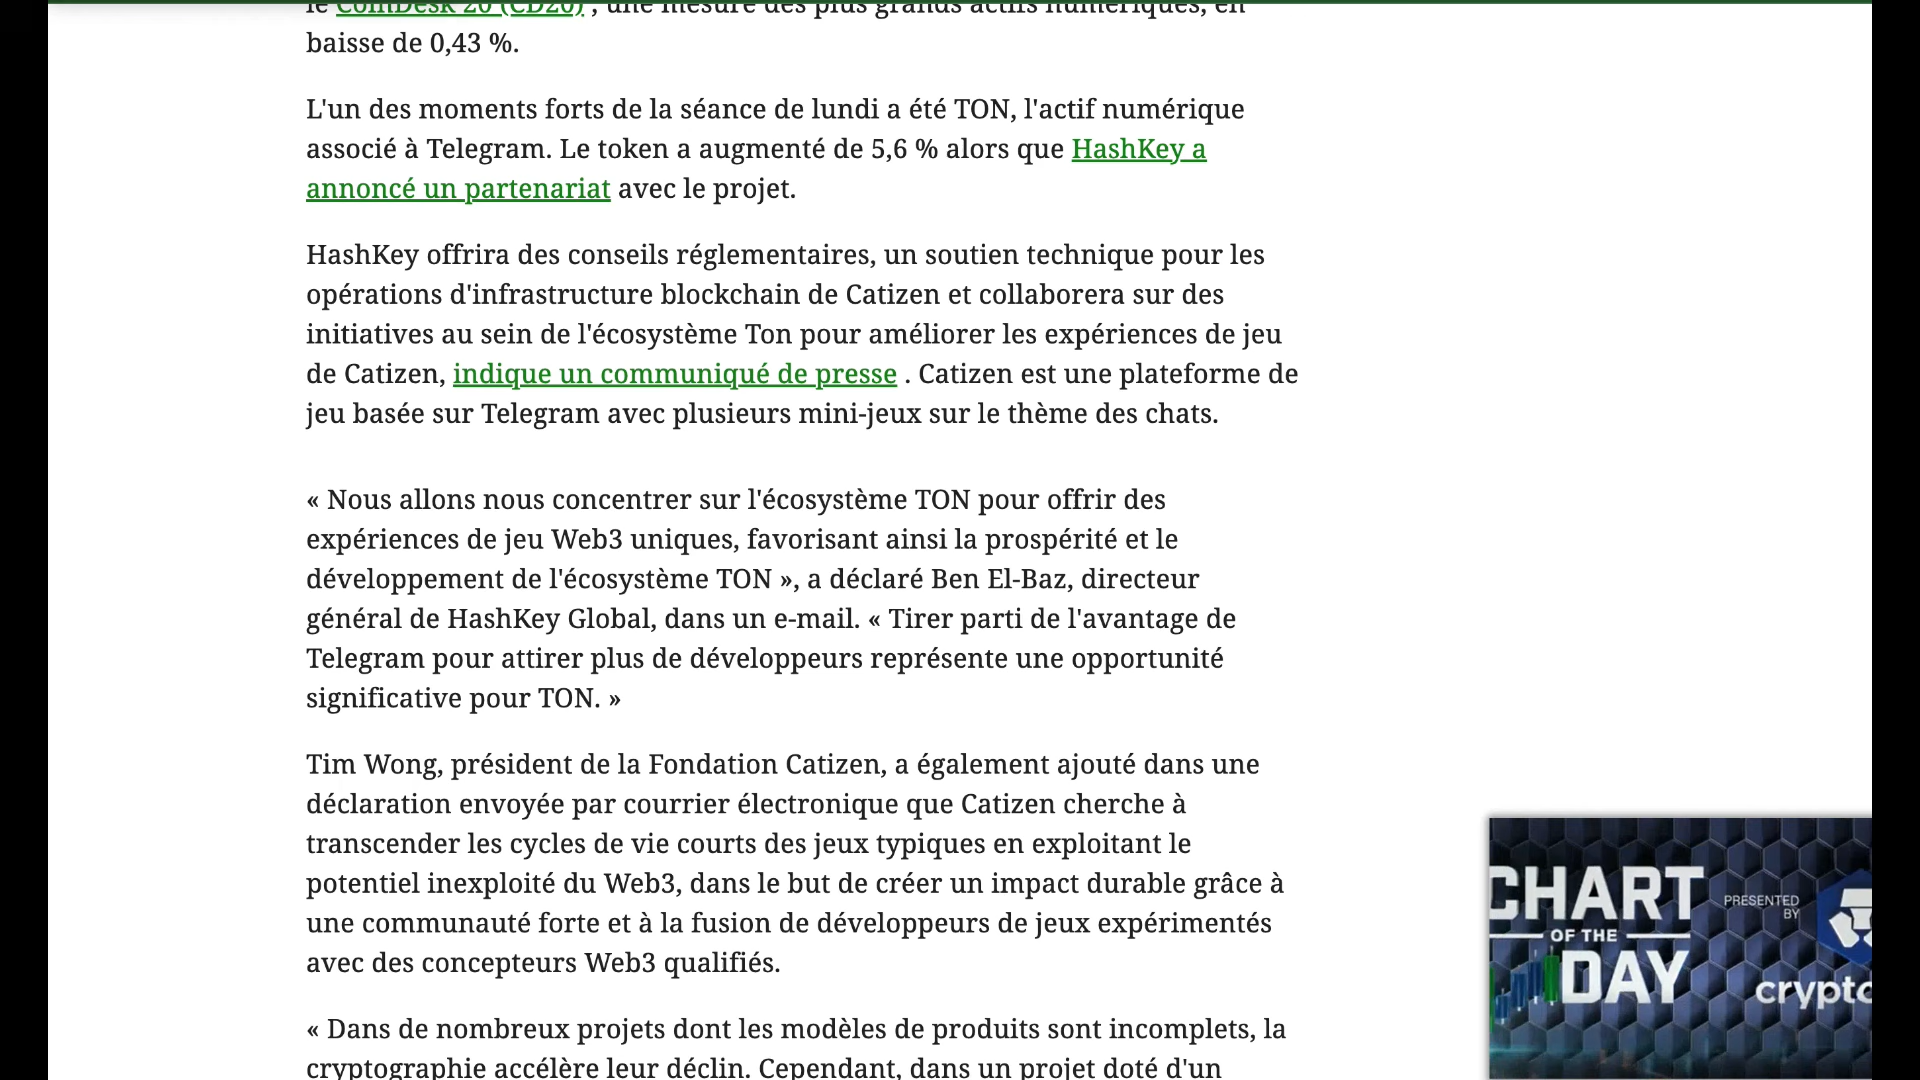 le CoinDesk 20 (CD20) , une mesure des plus grands actifs numériques, en
baisse de 0,43 %.
L'un des moments forts de la séance de lundi a été TON, l'actif numérique
associé à Telegram. Le token a augmenté de 5,6 % alors que HashKey a
annoncé un partenariat avec le projet.
HashKey offrira des conseils réglementaires, un soutien technique pour les
opérations d'infrastructure blockchain de Catizen et collaborera sur des
initiatives au sein de l'écosystème Ton pour améliorer les expériences de jeu
de Catizen, indique un communiqué de presse . Catizen est une plateforme de
jeu basée sur Telegram avec plusieurs mini-jeux sur le thème des chats.
« Nous allons nous concentrer sur l'écosystème TON pour offrir des
expériences de jeu Web3 uniques, favorisant ainsi la prospérité et le
développement de l'écosystème TON », a déclaré Ben El-Baz, directeur
général de HashKey Global, dans un e-mail. « Tirer parti de l'avantage de
Telegram pour attirer plus de développeurs représente une opportunité
significative pour TON. »
Tim Wong, président de la Fondation Catizen, a également ajouté dans une
déclaration envoyée par courrier électronique que Catizen cherche à
transcender les cycles de vie courts des jeux typiques en exploitant le
potentiel inexploité du Web3, dans le but de créer un impact durable grâce à
une communauté forte et à la fusion de développeurs de jeux expérimentés
avec des concepteurs Web3 qualifiés.
« Dans de nombreux projets dont les modèles de produits sont incomplets, la
cryptographie accélère leur déclin. Cependant, dans un projet doté d'un
CHART
OF THE
DAY
PRESENTED
BY
crypto